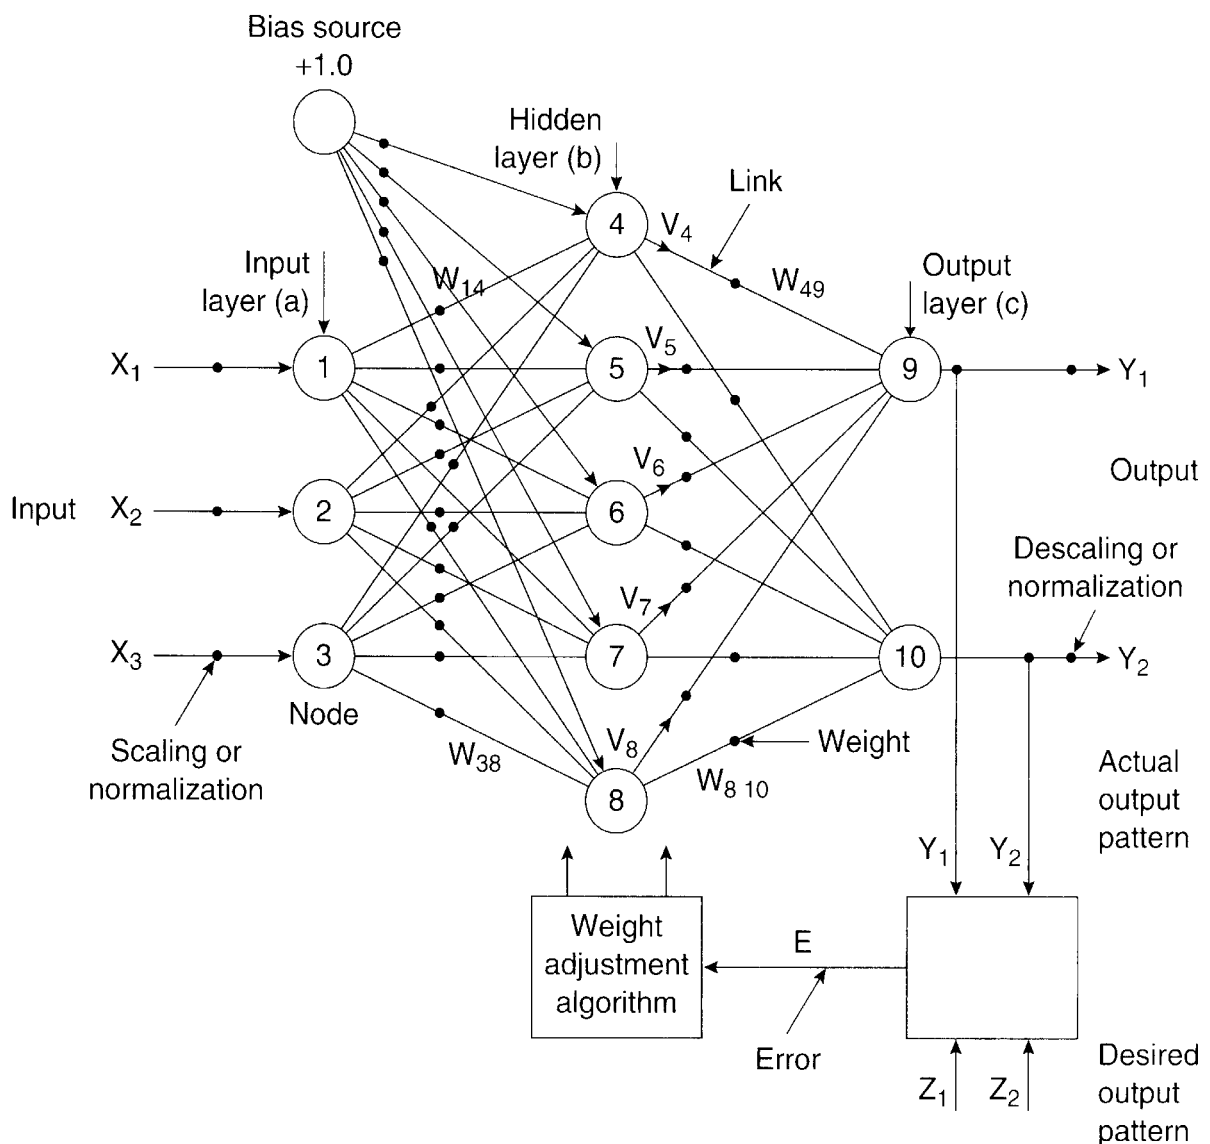 Bias source
+1.0
Hidden
layer (b)
Link
4
V4
Input
layer (a)
W14
W49
Output
layer (c)
X1
1
V5
5
9
Y1
V6
Output
Input
X2
2
6
Descaling or
normalization
V7
X3
3
7
10
Y2
Node
Scaling or
normalization
W38
V8
Weight
8
W8 10
Actual
output
pattern
Y1
Y2
Weight
adjustment
algorithm
E
Error
Z1
Z2
Desired
output
pattern